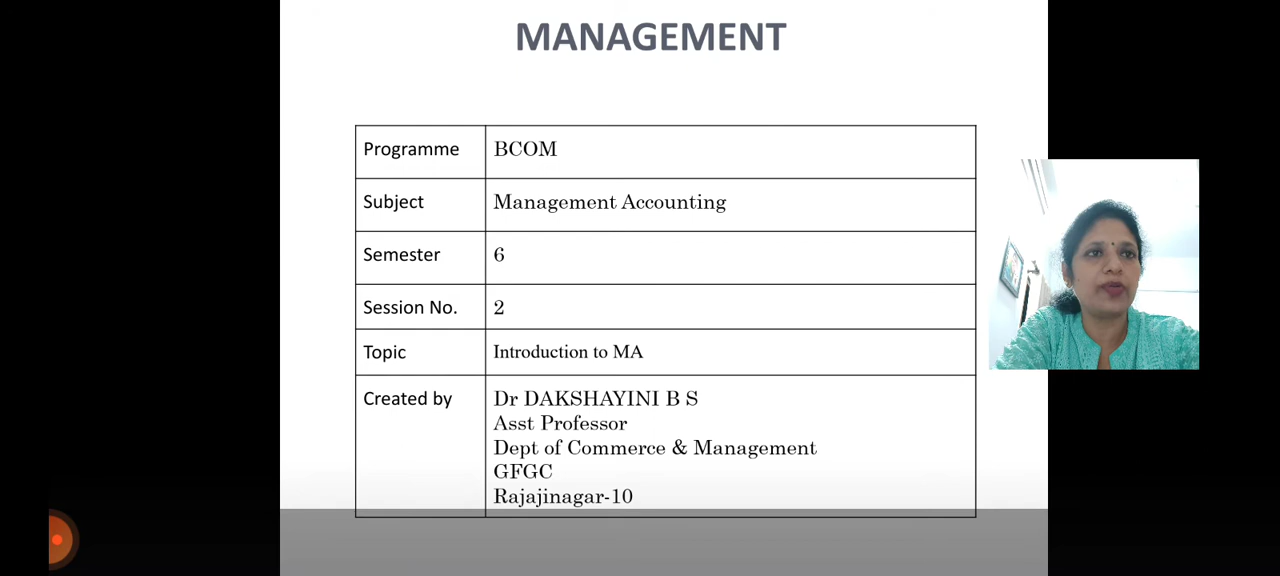 MANAGEMENT
Programme BCOM
Subject Management Accounting
Semester 6
Session No. 2
Topic Introduction to MA
Created by Dr DAKSHAYINI B S
Asst Professor
Dept of Commerce & Management
GFGC
Rajajinagar-10